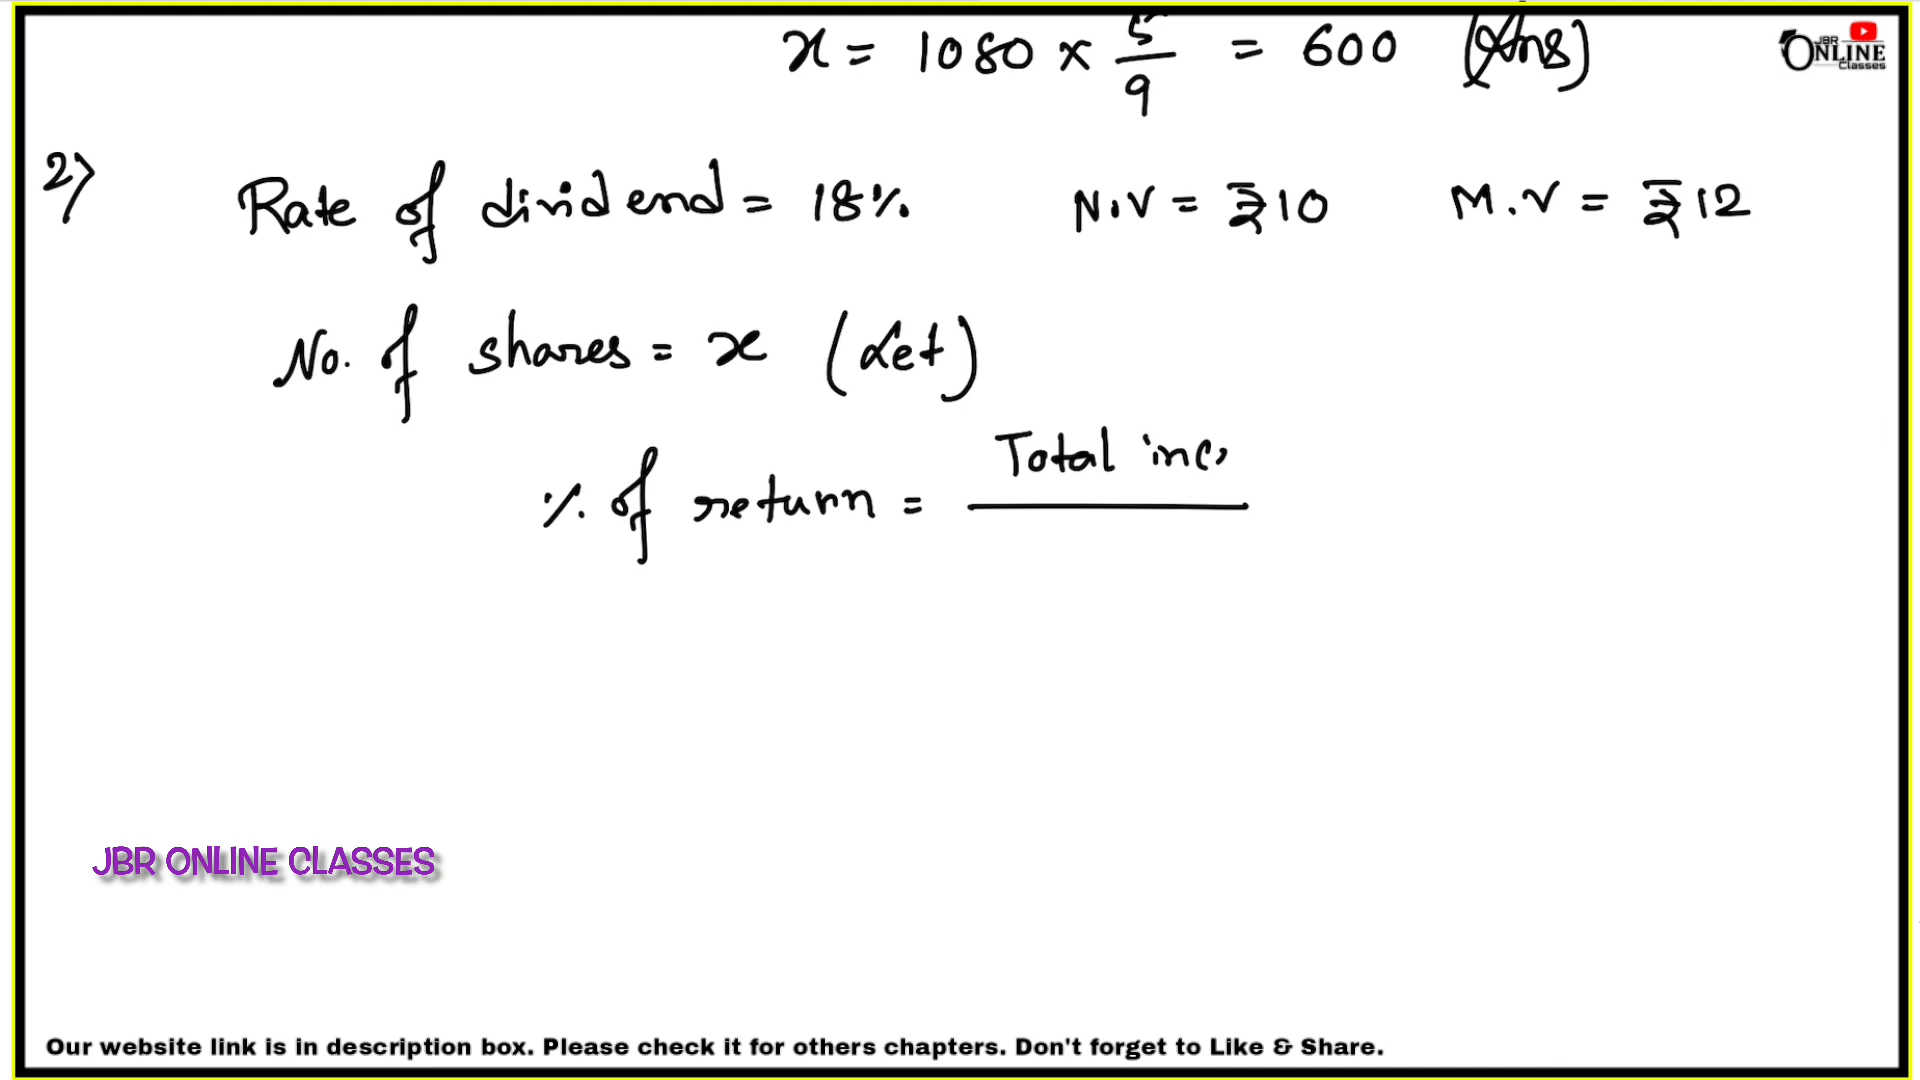 x = 1080 × 5/9 = 600 (Ans)
JBR ONLINE Classes
2) Rate of dividend = 18% N.V = ₹10 M.V = ₹12
No. of shares = x (Let)
% of return = Total inc.
JBR ONLINE CLASSES
Our website link is in description box. Please check it for others chapters. Don't forget to Like & Share.